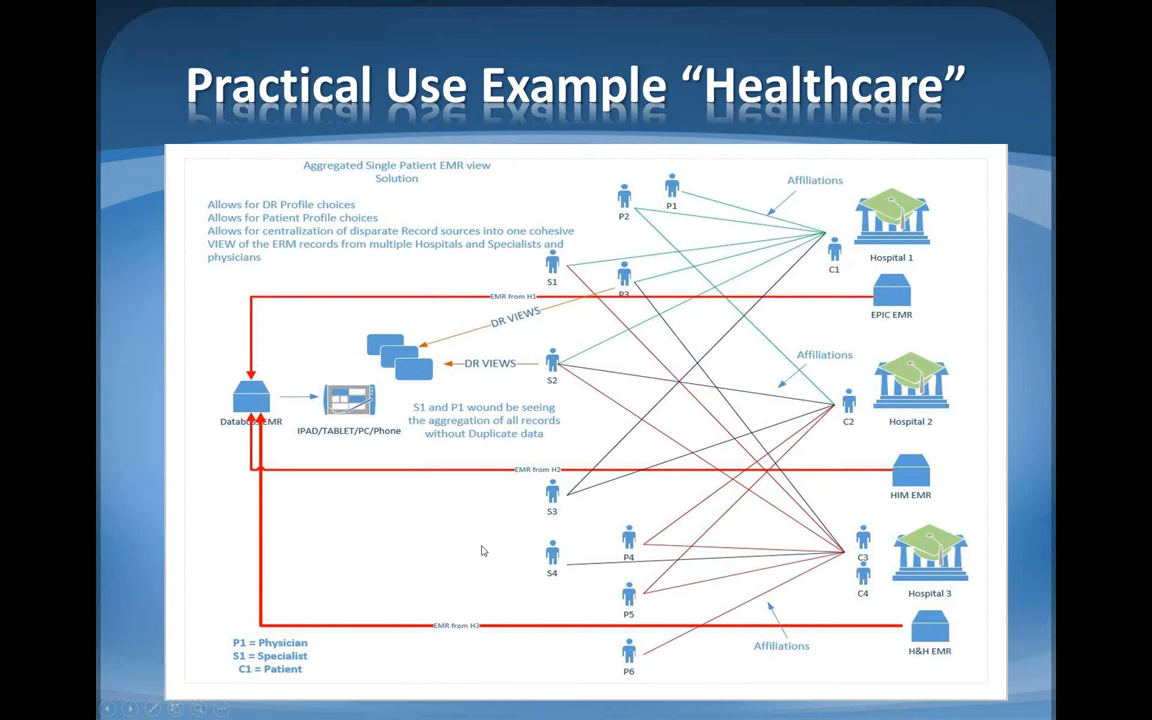 Practical Use Example “Healthcare”
Aggregated Single Patient EMR view
Solution
Allows for DR Profile choices
Allows for Patient Profile choices
Allows for centralization of disparate Record sources into one cohesive
VIEW of the ERM records from multiple Hospitals and Specialists and
physicians
P2
P1
Affiliations
S1
P3
C1
Hospital 1
EMR from H1
EPIC EMR
DR VIEWS
DR VIEWS
S2
Affiliations
C2
Hospital 2
IPAD/TABLET/PC/Phone
S1 and P1 wound be seeing
the aggregation of all records
without Duplicate data
EMR from H2
HIM EMR
S3
S4
P4
C3
C4
Hospital 3
P5
EMR from H3
Affiliations
H&H EMR
P6
P1 = Physician
S1 = Specialist
C1 = Patient